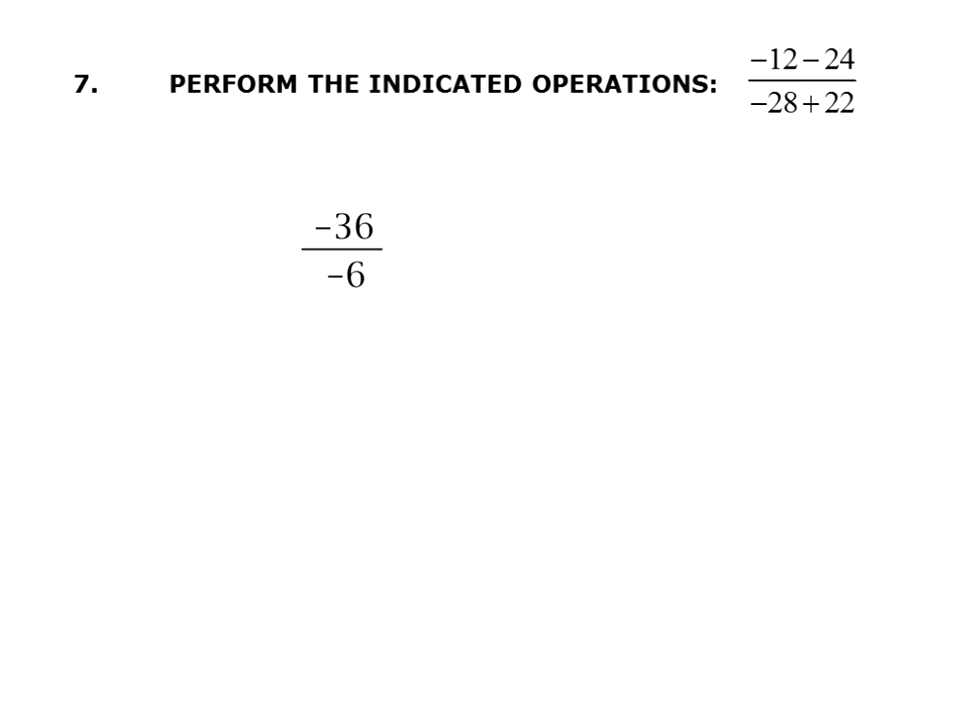 7. PERFORM THE INDICATED OPERATIONS:
−12 − 24
−28 + 22
−36
−6